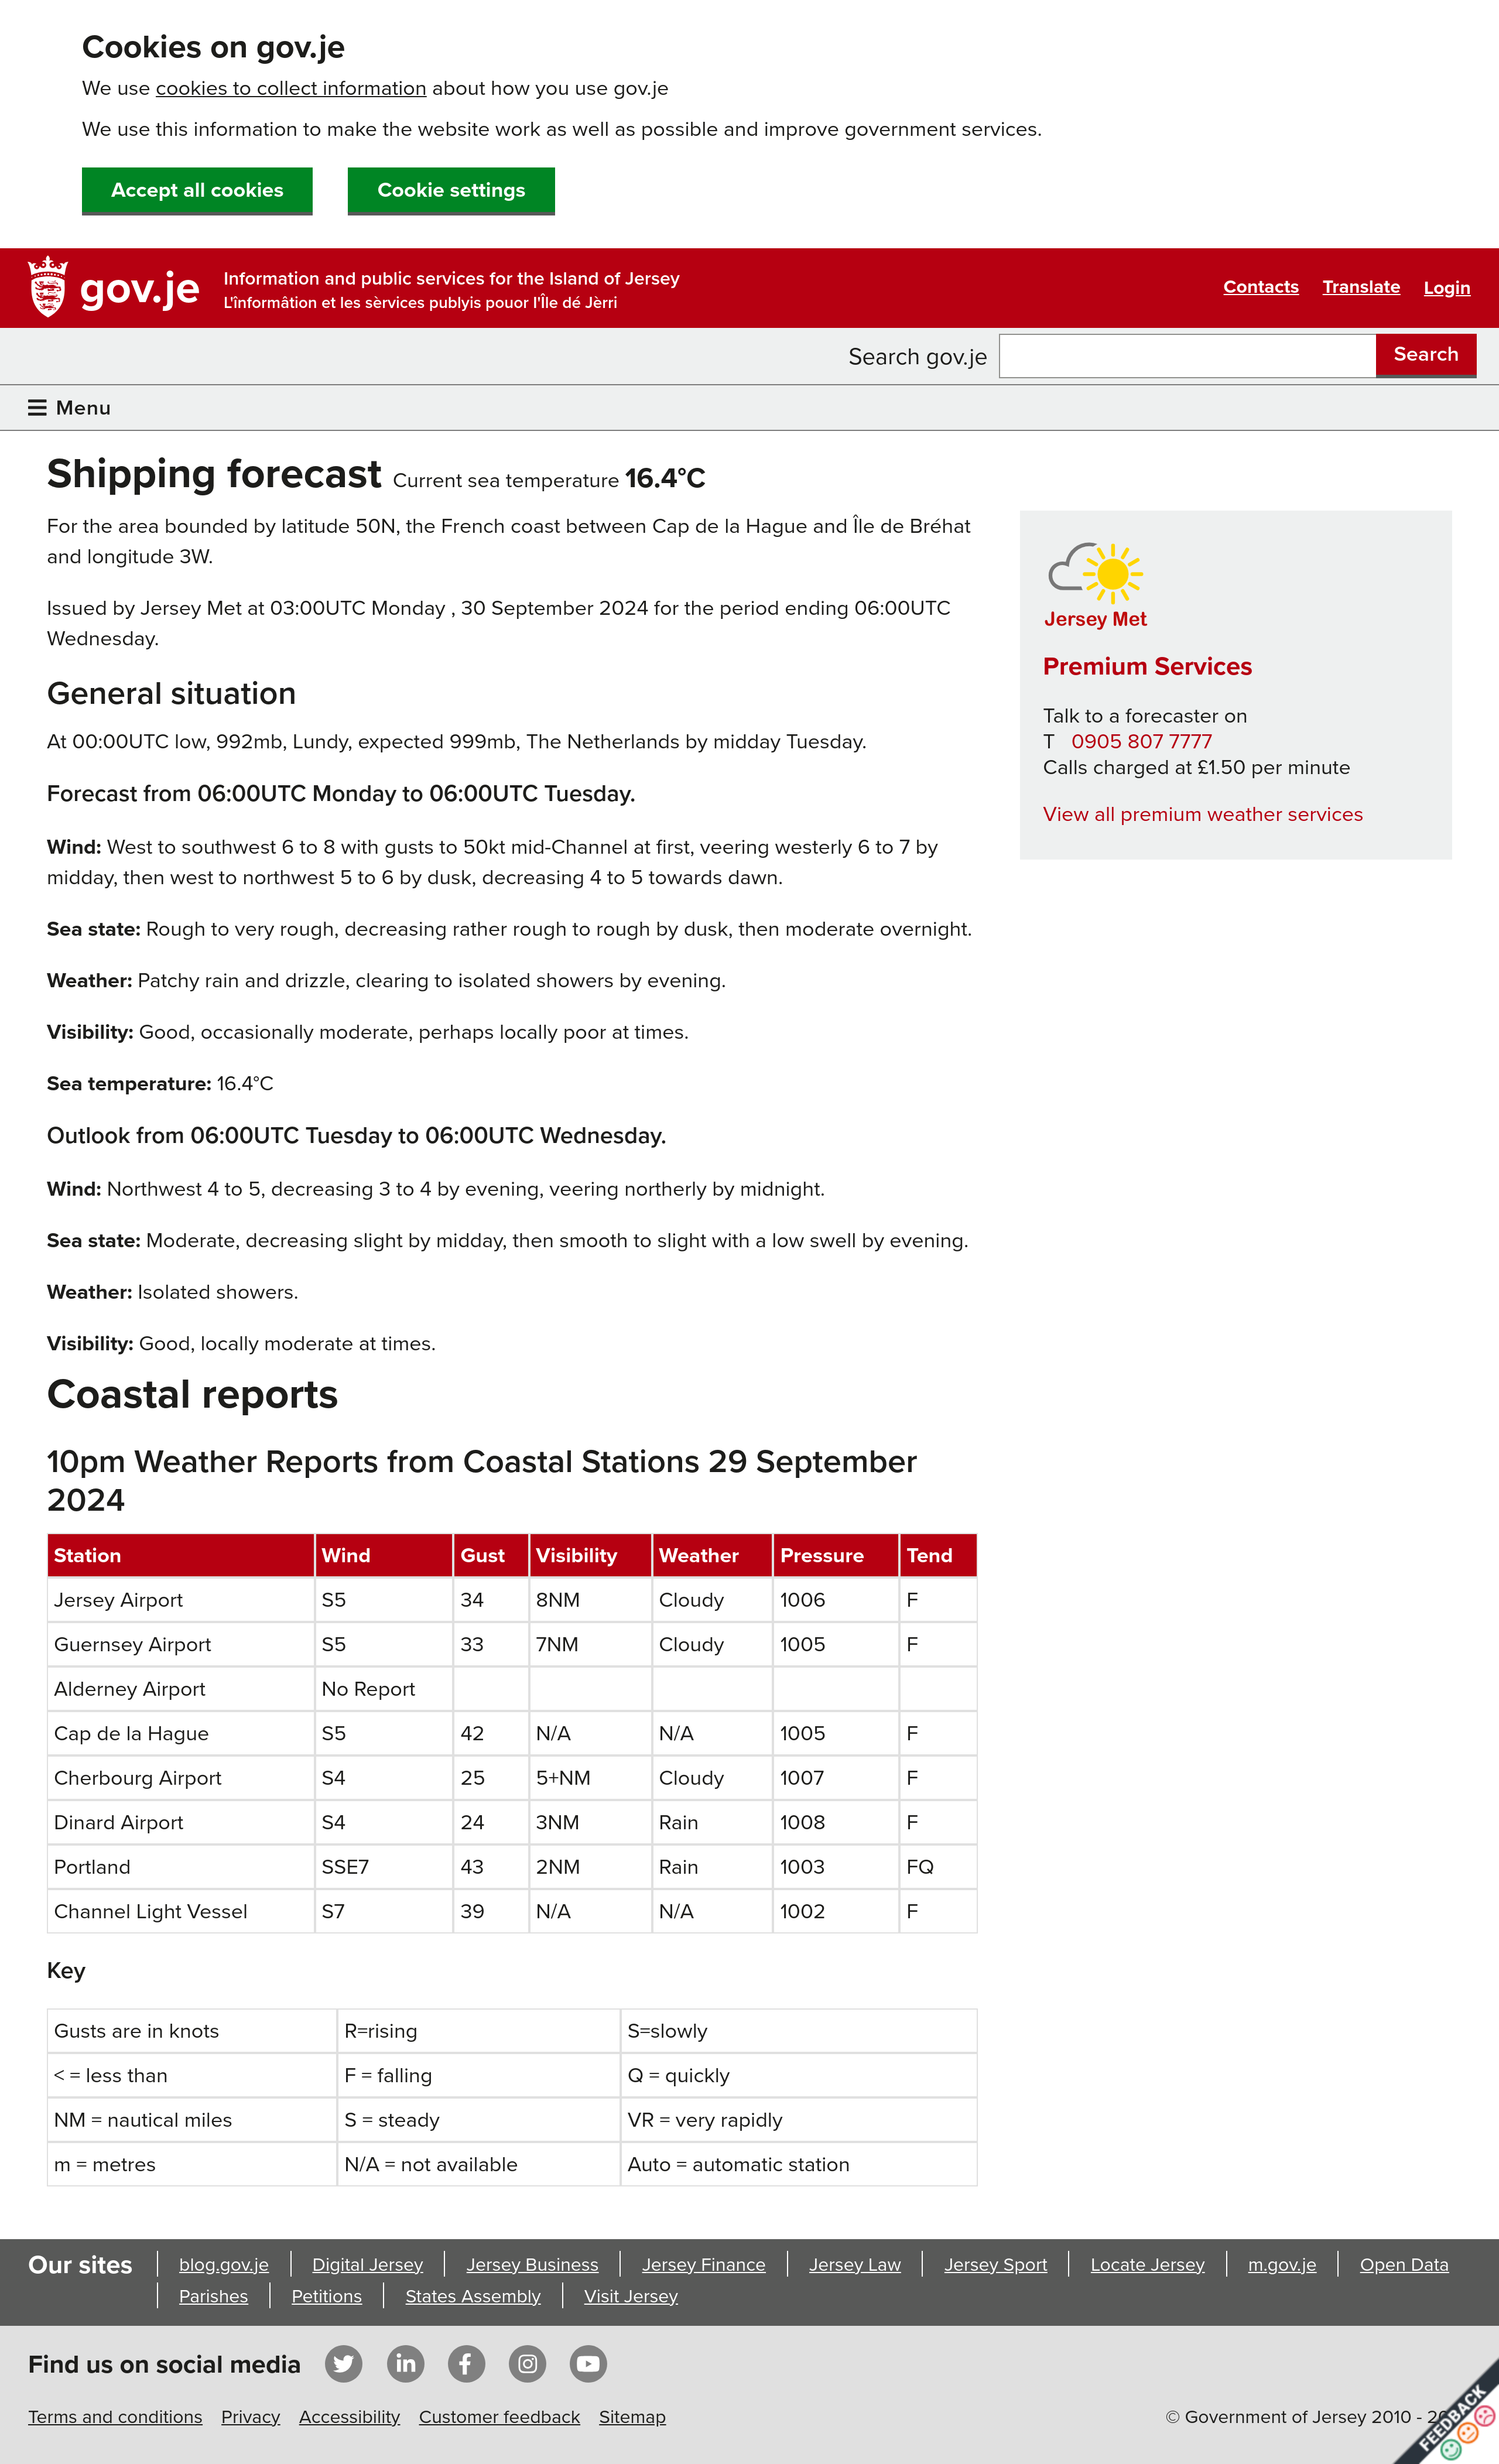 Cookies on gov.je
We use cookies to collect information about how you use gov.je
We use this information to make the website work as well as possible and improve government services.
Accept all cookies Cookie settings
gov.je
Information and public services for the Island of Jersey
L'înformâtion et les sèrvices publyis pouor I'Île dé Jèrri
Contacts Translate Login
Search gov.je Search
Menu
Shipping forecast Current sea temperature 16.4°C
For the area bounded by latitude 50N, the French coast between Cap de la Hague and Île de Bréhat
and longitude 3W.
Issued by Jersey Met at 03:00UTC Monday , 30 September 2024 for the period ending 06:00UTC
Wednesday.
General situation
At 00:00UTC low, 992mb, Lundy, expected 999mb, The Netherlands by midday Tuesday.
Forecast from 06:00UTC Monday to 06:00UTC Tuesday.
Wind: West to southwest 6 to 8 with gusts to 50kt mid-Channel at first, veering westerly 6 to 7 by
midday, then west to northwest 5 to 6 by dusk, decreasing 4 to 5 towards dawn.
Sea state: Rough to very rough, decreasing rather rough to rough by dusk, then moderate overnight.
Weather: Patchy rain and drizzle, clearing to isolated showers by evening.
Visibility: Good, occasionally moderate, perhaps locally poor at times.
Sea temperature: 16.4°C
Outlook from 06:00UTC Tuesday to 06:00UTC Wednesday.
Wind: Northwest 4 to 5, decreasing 3 to 4 by evening, veering northerly by midnight.
Sea state: Moderate, decreasing slight by midday, then smooth to slight with a low swell by evening.
Weather: Isolated showers.
Visibility: Good, locally moderate at times.
Jersey Met
Premium Services
Talk to a forecaster on
T 0905 807 7777
Calls charged at £1.50 per minute
View all premium weather services
Coastal reports
10pm Weather Reports from Coastal Stations 29 September
2024
Station Wind Gust Visibility Weather Pressure Tend
Jersey Airport S5 34 8NM Cloudy 1006 F
Guernsey Airport S5 33 7NM Cloudy 1005 F
Alderney Airport No Report
Cap de la Hague S5 42 N/A N/A 1005 F
Cherbourg Airport S4 25 5+NM Cloudy 1007 F
Dinard Airport S4 24 3NM Rain 1008 F
Portland SSE7 43 2NM Rain 1003 FQ
Channel Light Vessel S7 39 N/A N/A 1002 F
Key
Gusts are in knots R=rising S=slowly
< = less than F = falling Q = quickly
NM = nautical miles S = steady VR = very rapidly
m = metres N/A = not available Auto = automatic station
Our sites blog.gov.je Digital Jersey Jersey Business Jersey Finance Jersey Law Jersey Sport Locate Jersey m.gov.je Open Data
Parishes Petitions States Assembly Visit Jersey
Find us on social media
Terms and conditions Privacy Accessibility Customer feedback Sitemap
© Government of Jersey 2010 -
FEEDBACK